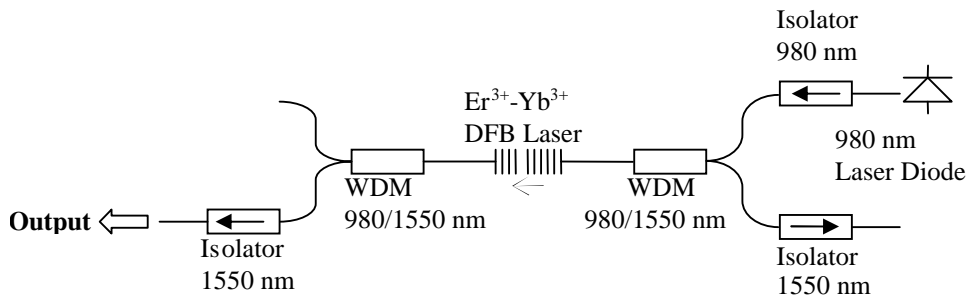 Isolator
980 nm
Er³⁺-Yb³⁺
DFB Laser
980 nm
Laser Diode
WDM
980/1550 nm
WDM
980/1550 nm
Output
Isolator
1550 nm
Isolator
1550 nm